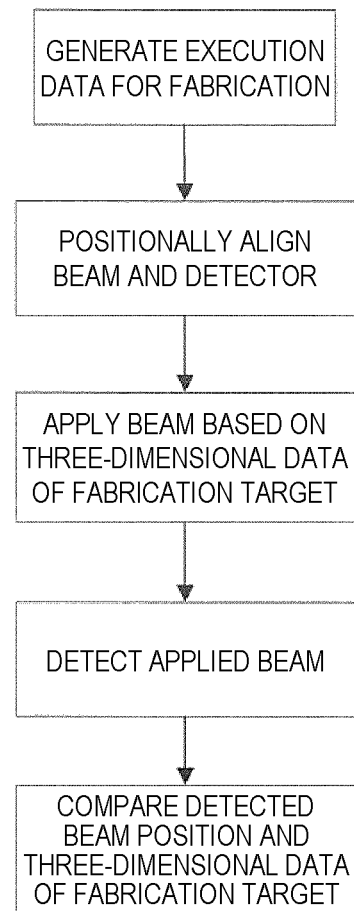 GENERATE EXECUTION
DATA FOR FABRICATION
POSITIONALLY ALIGN
BEAM AND DETECTOR
APPLY BEAM BASED ON
THREE-DIMENSIONAL DATA
OF FABRICATION TARGET
DETECT APPLIED BEAM
COMPARE DETECTED
BEAM POSITION AND
THREE-DIMENSIONAL DATA
OF FABRICATION TARGET